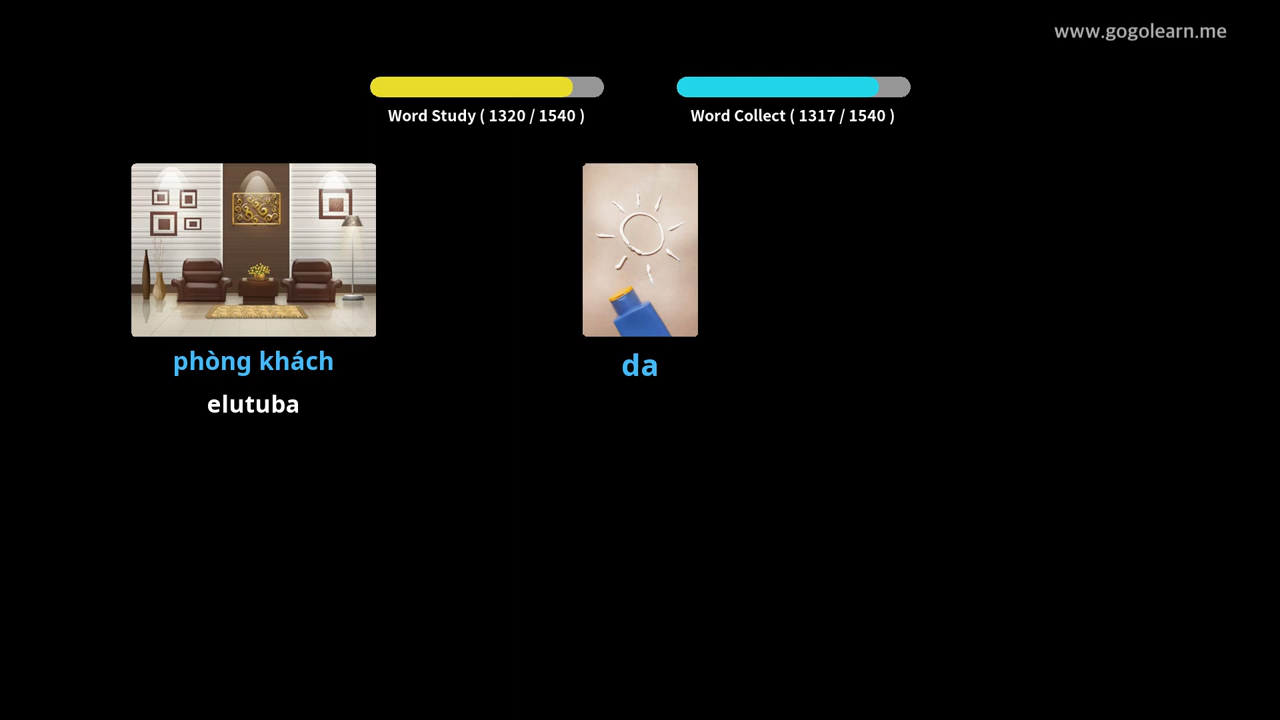 www.gogolearn.me
Word Study ( 1320 / 1540 )
Word Collect ( 1317 / 1540 )
phòng khách
elutuba
da